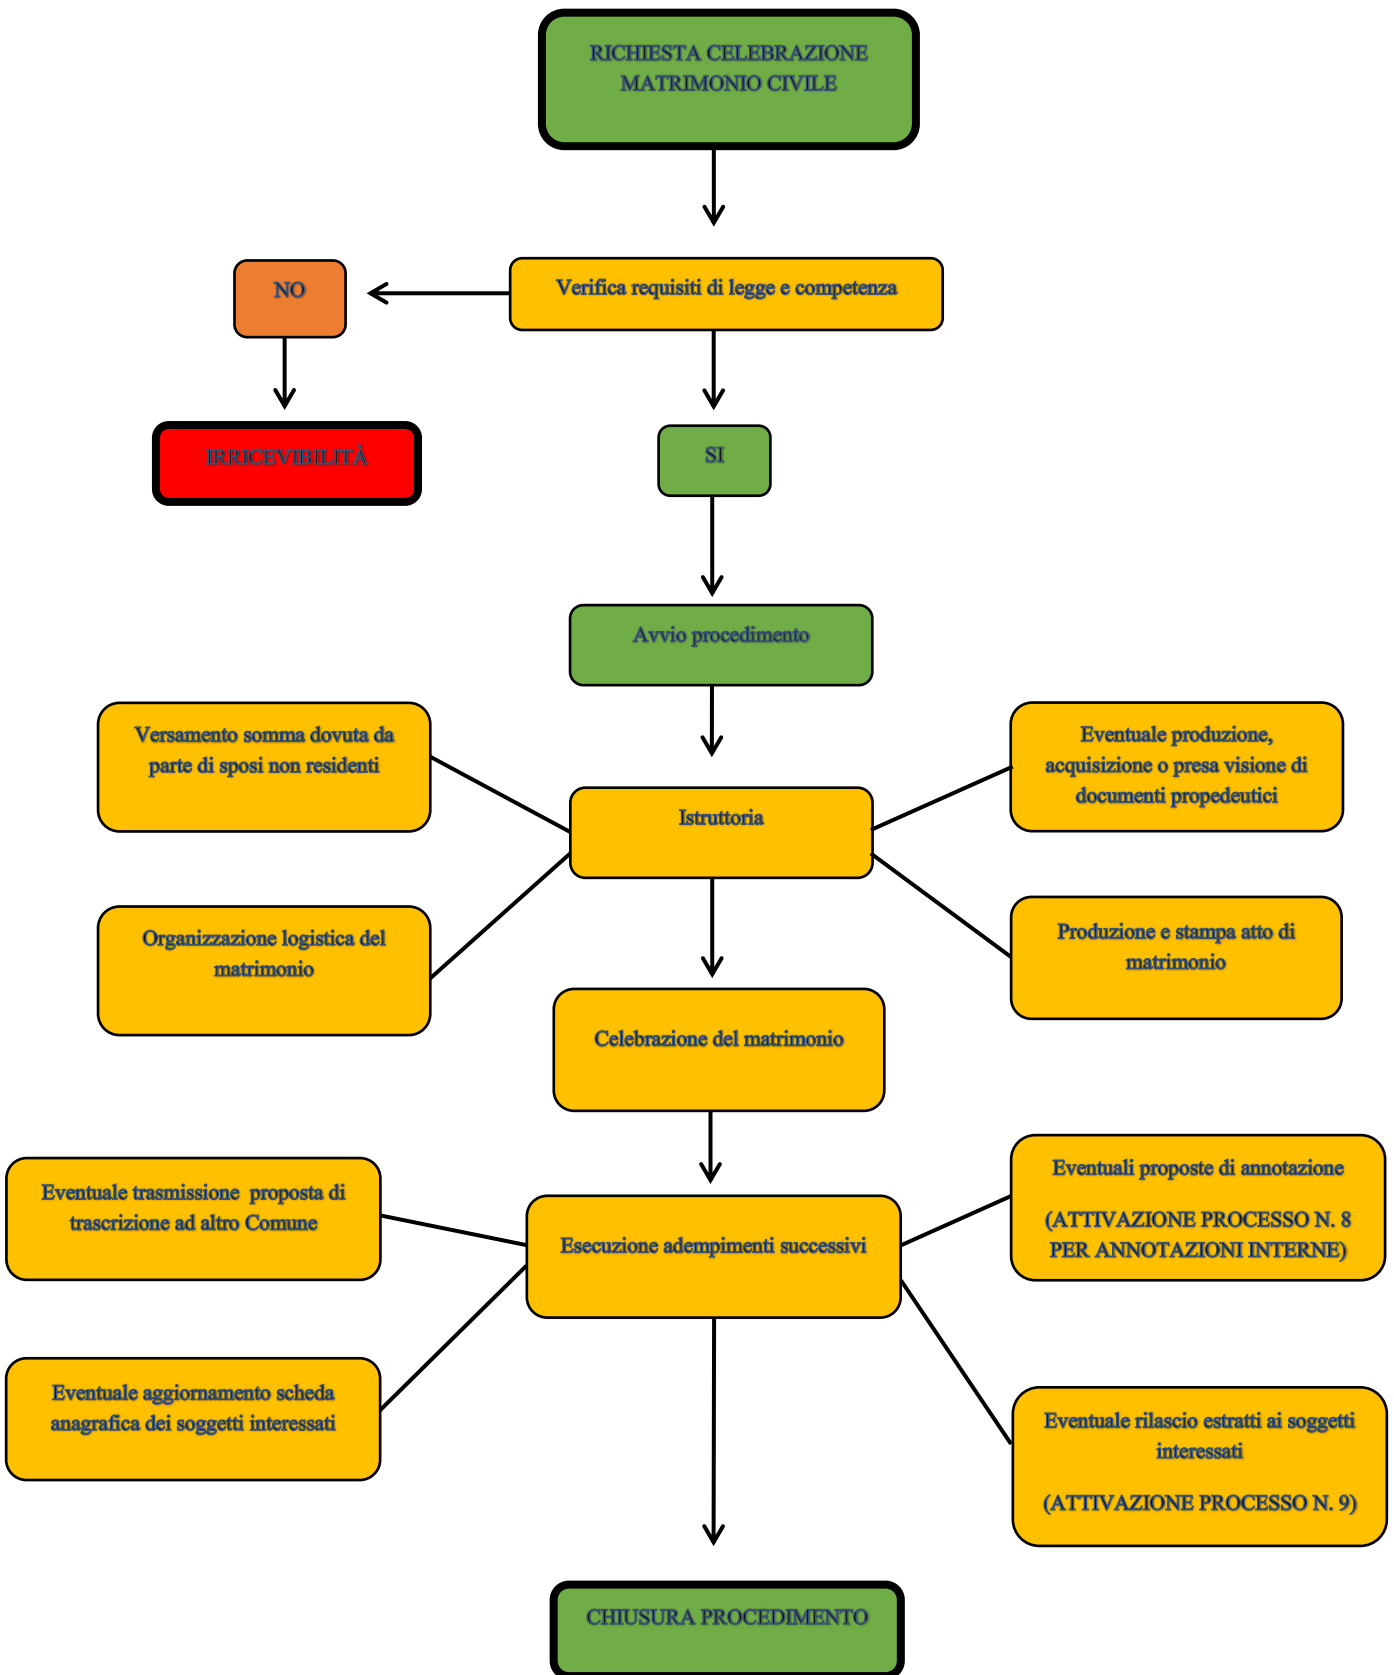 RICHIESTA CELEBRAZIONE
MATRIMONIO CIVILE
NO
Verifica requisiti di legge e competenza
IRRICEVIBILITÀ
SI
Avvio procedimento
Versamento somma dovuta da
parte di sposi non residenti
Eventuale produzione,
acquisizione o presa visione di
documenti propedeutici
Istruttoria
Organizzazione logistica del
matrimonio
Produzione e stampa atto di
matrimonio
Celebrazione del matrimonio
Eventuale trasmissione  proposta di
trascrizione ad altro Comune
Eventuali proposte di annotazione
(ATTIVAZIONE PROCESSO N. 8
PER ANNOTAZIONI INTERNE)
Esecuzione adempimenti successivi
Eventuale aggiornamento scheda
anagrafica dei soggetti interessati
Eventuale rilascio estratti ai soggetti
interessati
(ATTIVAZIONE PROCESSO N. 9)
CHIUSURA PROCEDIMENTO